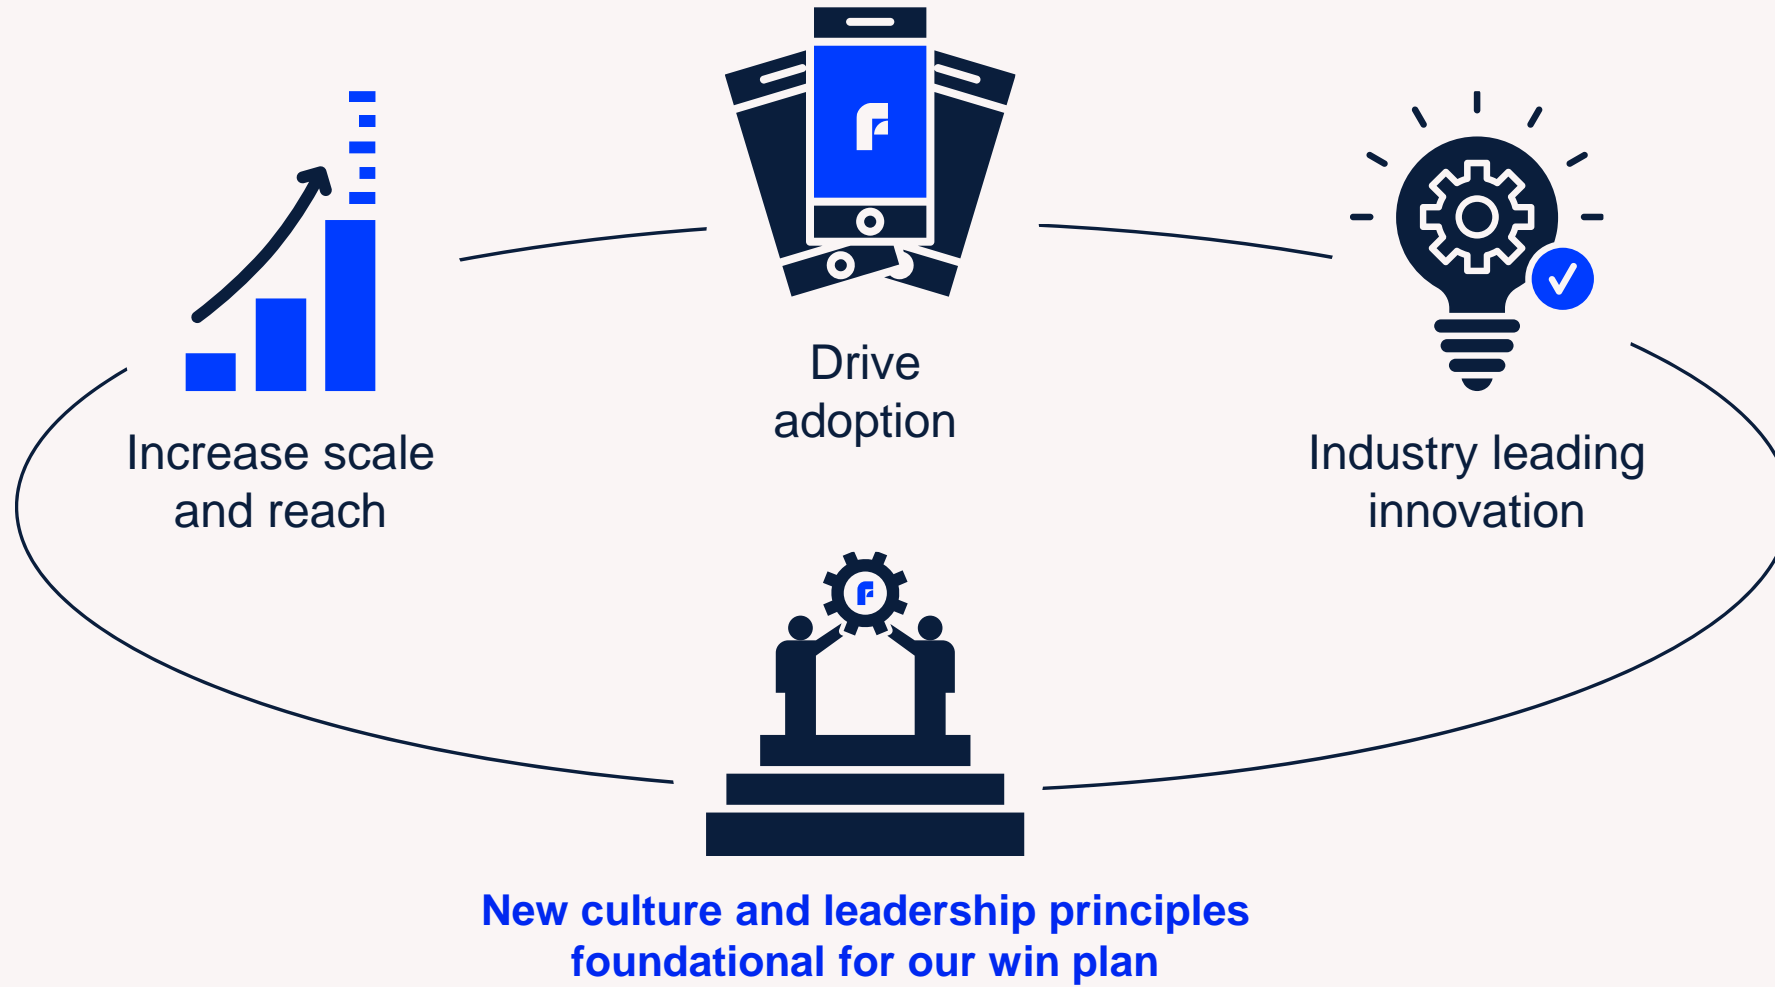 Drive
adoption
Increase scale
and reach
Industry leading
innovation
New culture and leadership principles
foundational for our win plan